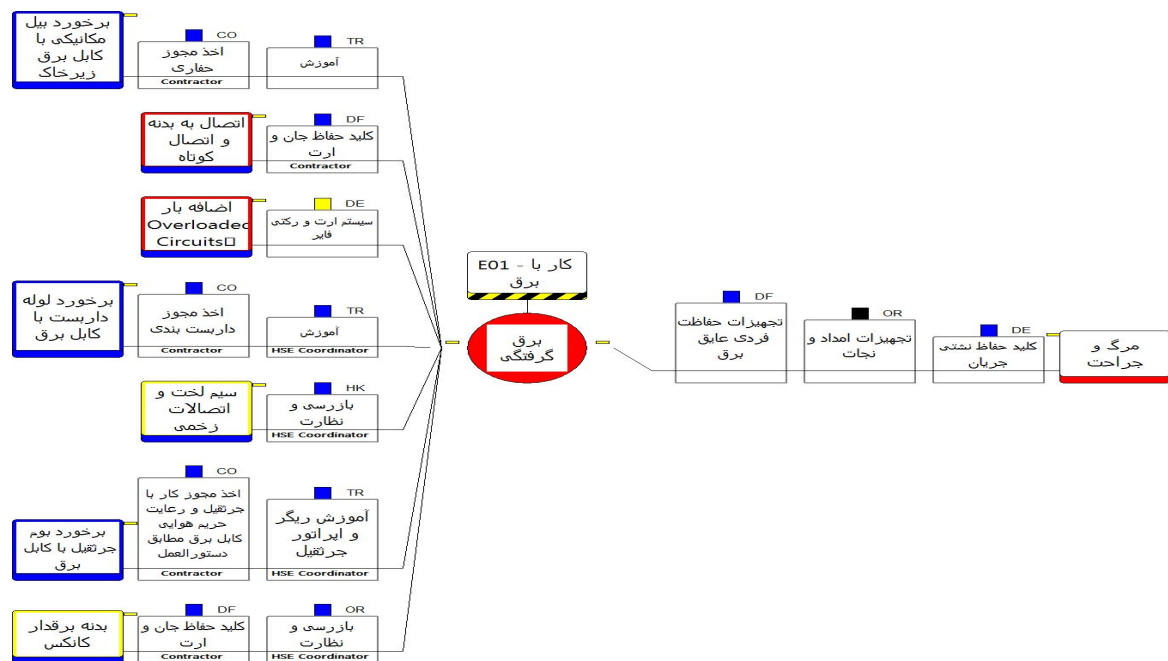 برخورد بیل
مکانیکی با
کابل برق
زیرخاک
CO
اخذ مجوز
حفاری
Contractor
TR
آموزش
اتصال به بدنه
و اتصال
کوتاه
DF
کلید حفاظ جان و
ارت
Contractor
اضافه بار
Overloaded
Circuits
DE
سیستم ارت و رکتی
فایر
برخورد لوله
داربست با
کابل برق
CO
اخذ مجوز
داربست بندی
Contractor
TR
آموزش
HSE Coordinator
سیم لخت و
اتصالات
زخمی
HK
بازرسی و
نظارت
HSE Coordinator
برخورد بوم
جرثقیل با کابل
برق
CO
اخذ مجوز کار با
جرثقیل و رعایت
حریم هوایی
کابل برق مطابق
دستورالعمل
Contractor
TR
آموزش ریگر
و اپراتور
جرثقیل
HSE Coordinator
بدنه برقدار
کانکس
DF
کلید حفاظ جان و
ارت
Contractor
OR
بازرسی و
نظارت
HSE Coordinator
E01 - کار با
برق
برق
گرفتگی
DF
تجهیزات حفاظت
فردی عایق
برق
OR
تجهیزات امداد و
نجات
DE
کلید حفاظ نشتی
جریان
مرگ و
جراحت